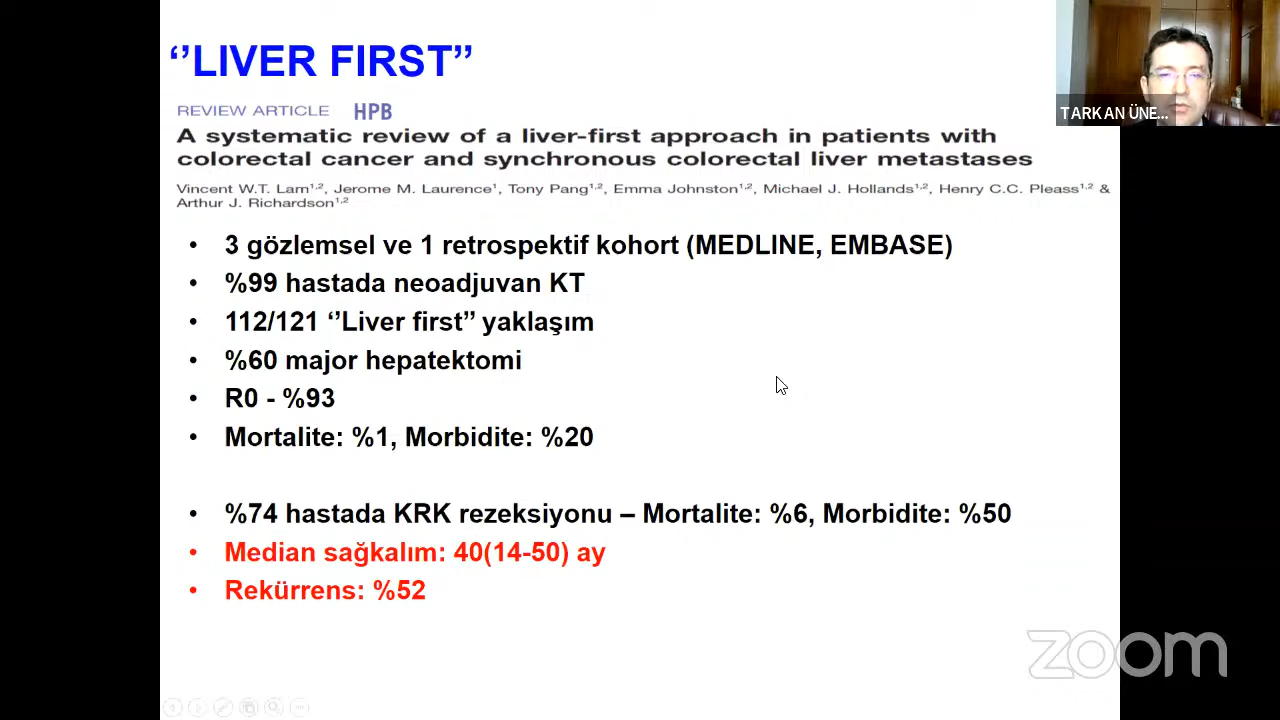 ‘’LIVER FIRST’’
REVIEW ARTICLE HPB
A systematic review of a liver-first approach in patients with
colorectal cancer and synchronous colorectal liver metastases
Vincent W.T. Lam1,2, Jerome M. Laurence1, Tony Pang1,2, Emma Johnston1,2, Michael J. Hollands1,2, Henry C.C. Pleass1,2 &
Arthur J. Richardson1,2
TARKAN ÜNE...
• 3 gözlemsel ve 1 retrospektif kohort (MEDLINE, EMBASE)
• %99 hastada neoadjuvan KT
• 112/121 ‘’Liver first’’ yaklaşım
• %60 major hepatektomi
• R0 - %93
• Mortalite: %1, Morbidite: %20
• %74 hastada KRK rezeksiyonu – Mortalite: %6, Morbidite: %50
• Median sağkalım: 40(14-50) ay
• Rekürrens: %52
zoom